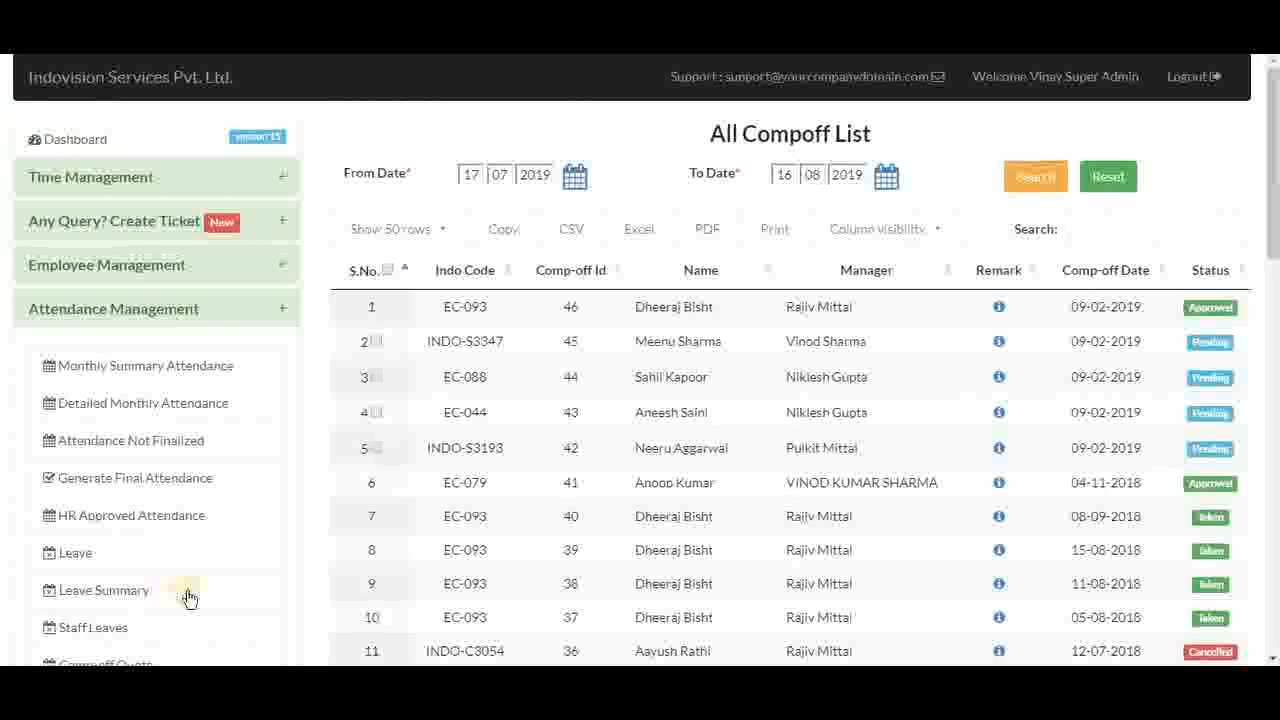 Indovision Services Pvt. Ltd.
Support : support@yourcompanydomain.com
Welcome Vinay Super Admin
Logout
Dashboard
Time Management
Any Query? Create Ticket New +
Employee Management
Attendance Management +
Monthly Summary Attendance
Detailed Monthly Attendance
Attendance Not Finalized
Generate Final Attendance
HR Approved Attendance
Leave
Leave Summary
Staff Leaves
All Compoff List
From Date* 17 07 2019
To Date* 16 08 2019
Search
Reset
Show 50 rows Copy CSV Excel PDF Print Column visibility Search:
S.No. Indo Code Comp-off Id Name Manager Remark Comp-off Date Status
1 EC-093 46 Dheeraj Bisht Rajiv Mittal 09-02-2019 Approval
2 INDO-S3347 45 Meenu Sharma Vinod Sharma 09-02-2019 Pending
3 EC-088 44 Sahil Kapoor Niklesh Gupta 09-02-2019 Pending
4 EC-044 43 Aneesh Saini Niklesh Gupta 09-02-2019 Pending
5 INDO-S3193 42 Neeru Aggarwal Pulkit Mittal 09-02-2019 Pending
6 EC-079 41 Anoop Kumar VINOD KUMAR SHARMA 04-11-2018 Approval
7 EC-093 40 Dheeraj Bisht Rajiv Mittal 08-09-2018 Taken
8 EC-093 39 Dheeraj Bisht Rajiv Mittal 15-08-2018 Taken
9 EC-093 38 Dheeraj Bisht Rajiv Mittal 11-08-2018 Taken
10 EC-093 37 Dheeraj Bisht Rajiv Mittal 05-08-2018 Taken
11 INDO-C3054 36 Aayush Rathi Rajiv Mittal 12-07-2018 Cancelled